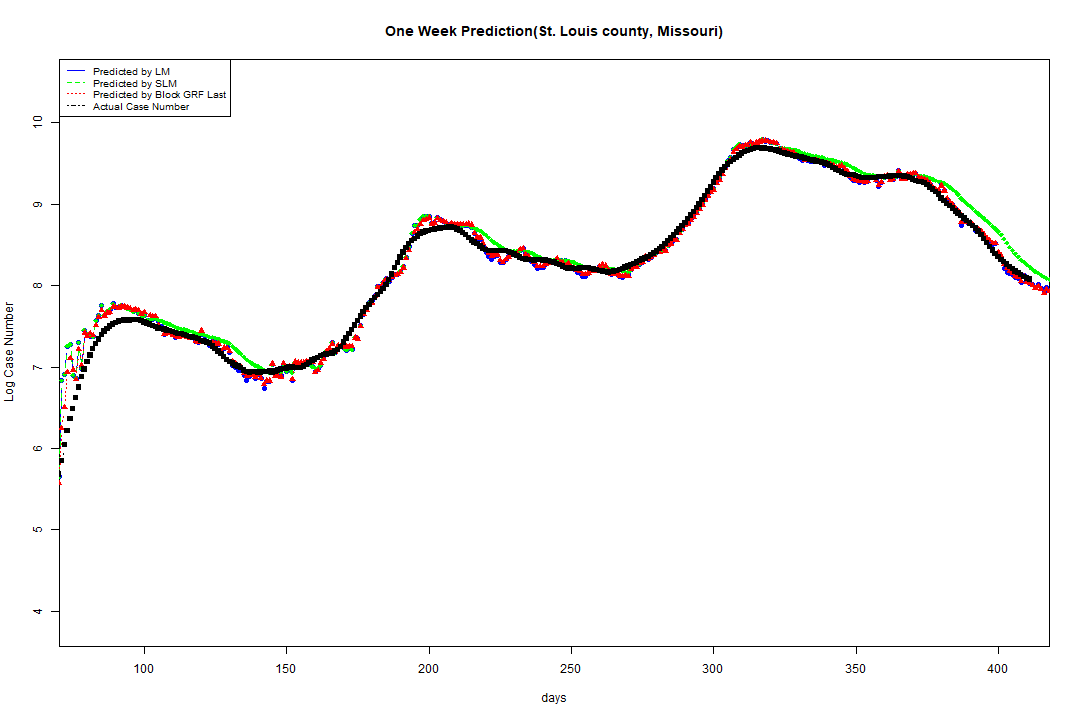 One Week Prediction(St. Louis county, Missouri)
Predicted by LM
Predicted by SLM
Predicted by Block GRF Last
Actual Case Number
10
9
8
7
6
5
4
Log Case Number
100 150 200 250 300 350 400
days